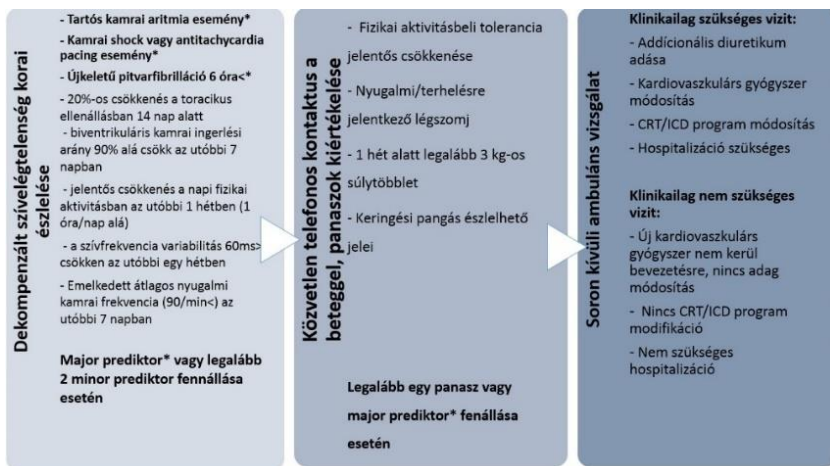 Dekompenzált szívelégtelenség korai
észlelése
- Tartós kamrai aritmia esemény*
- Kamrai shock vagy antitachycardia
pacing esemény*
- Újkeletű pitvarfibrilláció 6 óra<*
- 20%-os csökkenés a toracikus
ellenállásban 14 nap alatt
- biventrikuláris kamrai ingerlési
arány 90% alá csökk az utóbbi 7
napban
- jelentős csökkenés a napi fizikai
aktivitásban az utóbbi 1 hétben (1
óra/nap alá)
- a szívfrekvencia variabilitás 60ms>
csökken az utóbbi egy hétben
- Emelkedett átlagos nyugalmi
kamrai frekvencia (90/min<) az
utóbbi 7 napban
Major prediktor* vagy legalább
2 minor prediktor fennállása
esetén
Közvetlen telefonos kontaktus a
beteggel, panaszok kiértékelése
- Fizikai aktivitásbeli tolerancia
jelentős csökkenése
- Nyugalmi/terhelésre
jelentkező légszomj
- 1 hét alatt legalább 3 kg-os
súlytöbblet
- Keringési pangás észlelhető
jelei
Legalább egy panasz vagy
major prediktor* fenállása
esetén
Soron kívüli ambuláns vizsgálat
Klinikailag szükséges vizit:
- Addícionális diuretikum
adása
- Kardiovaszkulárs gyógyszer
módosítás
- CRT/ICD program módosítás
- Hospitalizáció szükséges
Klinikailag nem szükséges
vizit:
- Új kardiovaszkulárs
gyógyszer nem kerül
bevezetésre, nincs adag
módosítás
- Nincs CRT/ICD program
modifikáció
- Nem szükséges
hospitalizáció